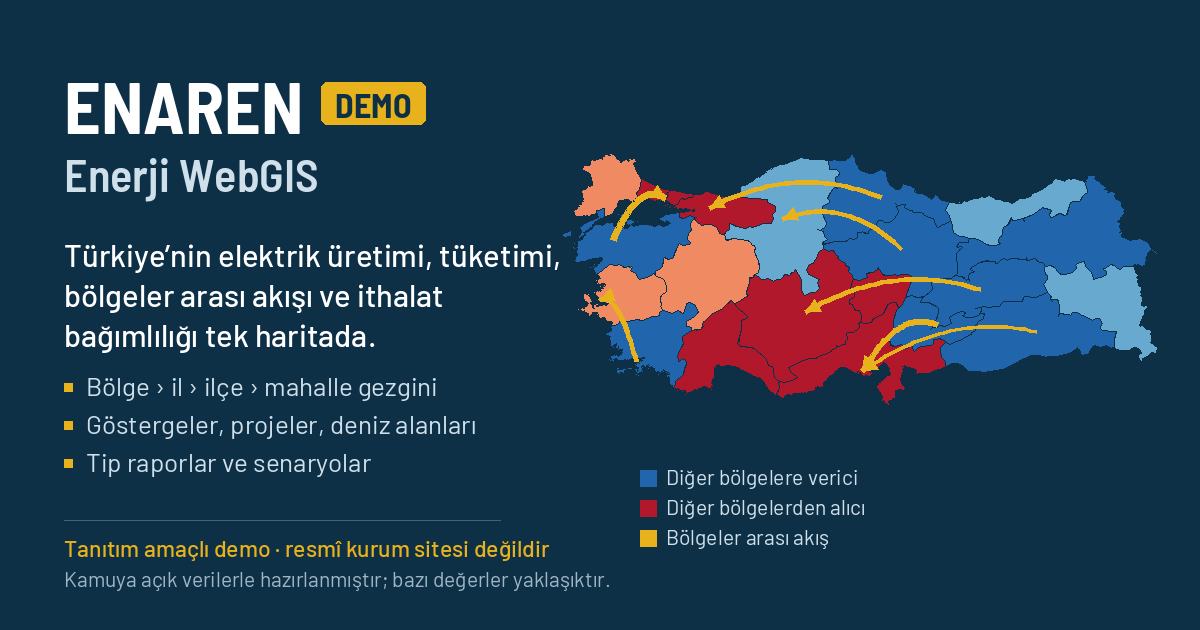 ENAREN DEMO
Enerji WebGIS
Türkiye’nin elektrik üretimi, tüketimi,
bölgeler arası akışı ve ithalat
bağımlılığı tek haritada.
Bölge › il › ilçe › mahalle gezgini
Göstergeler, projeler, deniz alanları
Tip raporlar ve senaryolar
Diğer bölgelere verici
Diğer bölgelerden alıcı
Bölgeler arası akış
Tanıtım amaçlı demo · resmî kurum sitesi değildir
Kamuya açık verilerle hazırlanmıştır; bazı değerler yaklaşıktır.